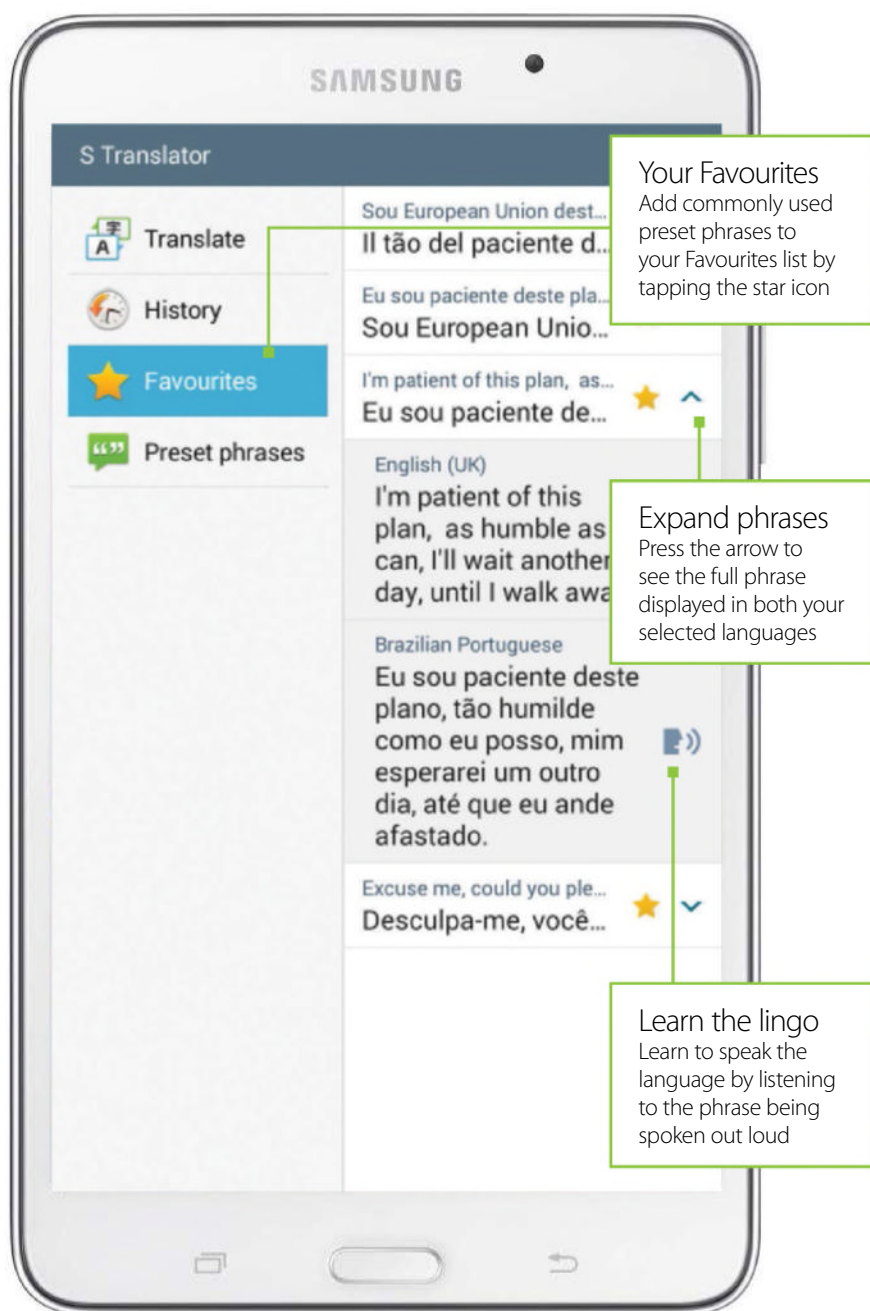 SAMSUNG
S Translator
Translate
History
Favourites
Preset phrases
Sou European Union dest...
Il tão del paciente d...
Eu sou paciente deste pla...
Sou European Unio...
I'm patient of this plan, as...
Eu sou paciente de...
English (UK)
I'm patient of this
plan, as humble as
can, I'll wait another
day, until I walk awa
Brazilian Portuguese
Eu sou paciente deste
plano, tão humilde
como eu posso, mim
esperarei um outro
dia, até que eu ande
afastado.
Excuse me, could you ple...
Desculpa-me, você...
Your Favourites
Add commonly used
preset phrases to
your Favourites list by
tapping the star icon
Expand phrases
Press the arrow to
see the full phrase
displayed in both your
selected languages
Learn the lingo
Learn to speak the
language by listening
to the phrase being
spoken out loud